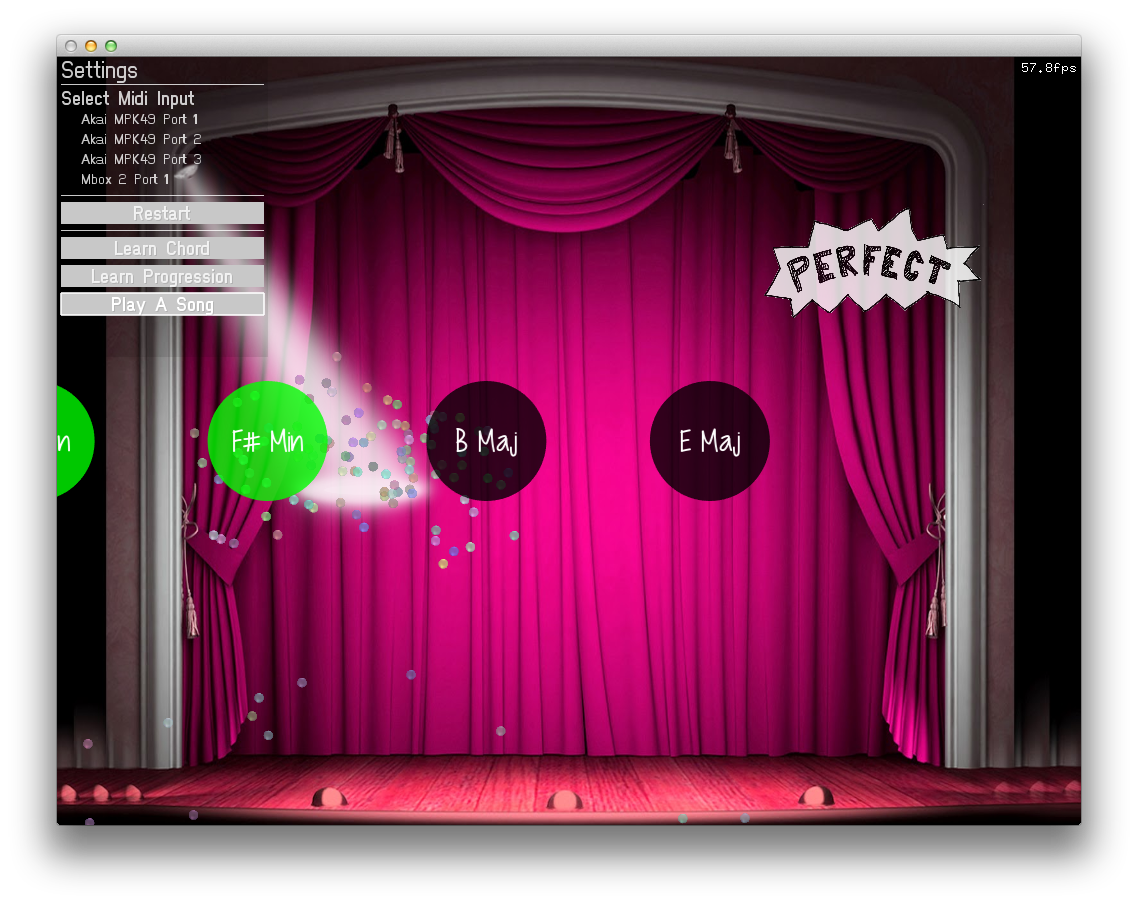 Settings
57.8fps
Select Midi Input
Akai MPK49 Port 1
Akai MPK49 Port 2
Akai MPK49 Port 3
Mbox 2 Port 1
Restart
Learn Chord
Learn Progression
Play A Song
PERFECT
n
F# Min
B Maj
E Maj